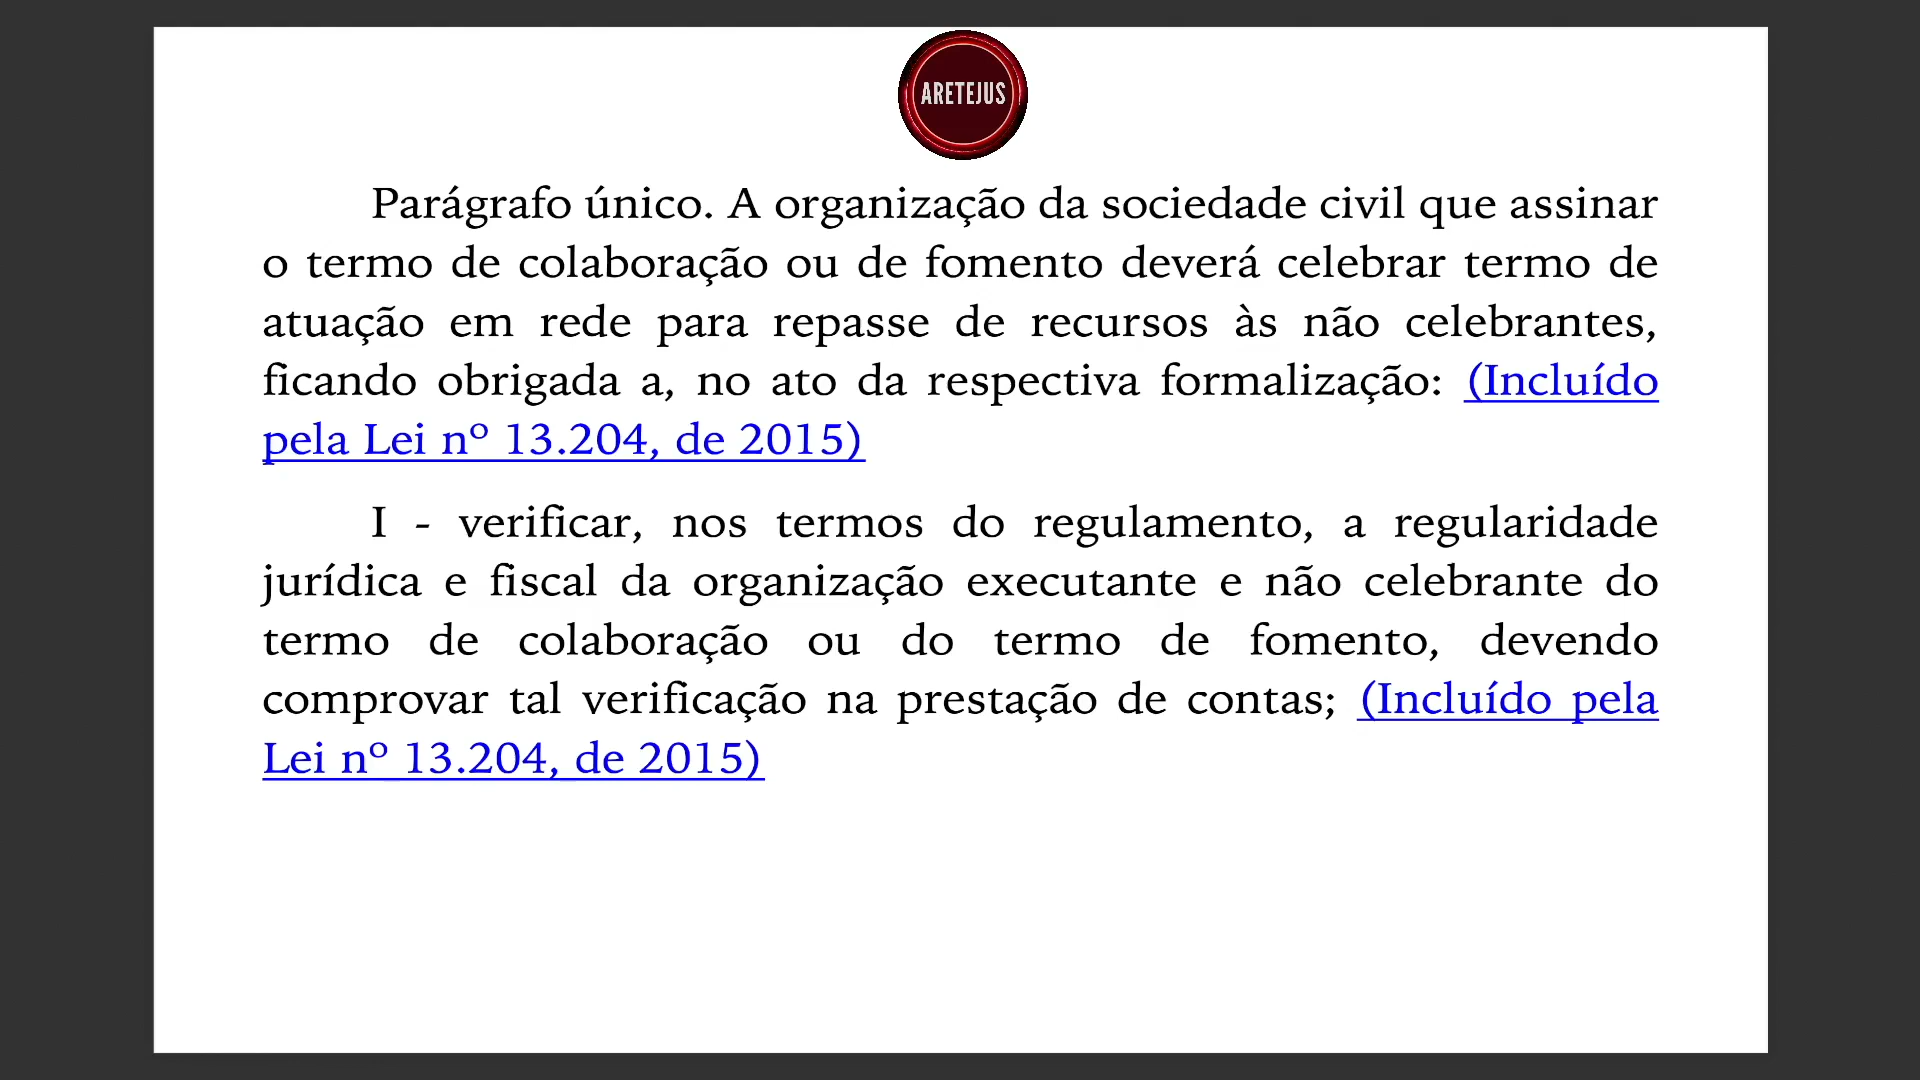 ARETEJUS
Parágrafo único. A organização da sociedade civil que assinar
o termo de colaboração ou de fomento deverá celebrar termo de
atuação em rede para repasse de recursos às não celebrantes,
ficando obrigada a, no ato da respectiva formalização: (Incluído
pela Lei nº 13.204, de 2015)
I - verificar, nos termos do regulamento, a regularidade
jurídica e fiscal da organização executante e não celebrante do
termo de colaboração ou do termo de fomento, devendo
comprovar tal verificação na prestação de contas; (Incluído pela
Lei nº 13.204, de 2015)